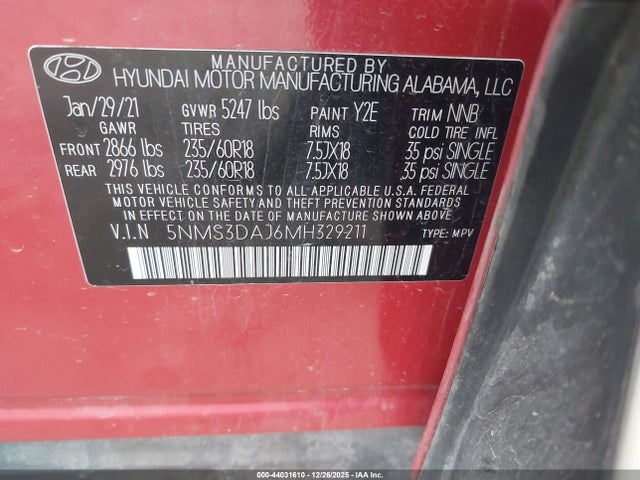 MANUFACTURED BY
HYUNDAI MOTOR MANUFACTURING ALABAMA, LLC
Jan/29/21 GVWR 5247 lbs PAINT Y2E TRIM NNB
GAWR TIRES RIMS COLD TIRE INFL
FRONT 2866 lbs 235/60R18 7.5JX18 35 psi SINGLE
REAR 2976 lbs 235/60R18 7.5JX18 35 psi SINGLE
THIS VEHICLE CONFORMS TO ALL APPLICABLE U.S.A. FEDERAL
MOTOR VEHICLE SAFETY AND THEFT PREVENTION STANDARDS
IN EFFECT ON THE DATE OF MANUFACTURE SHOWN ABOVE.
V.I.N 5NMS3DAJ6MH329211 TYPE: MPV
000-44031610 - 12/26/2025 - IAA Inc.